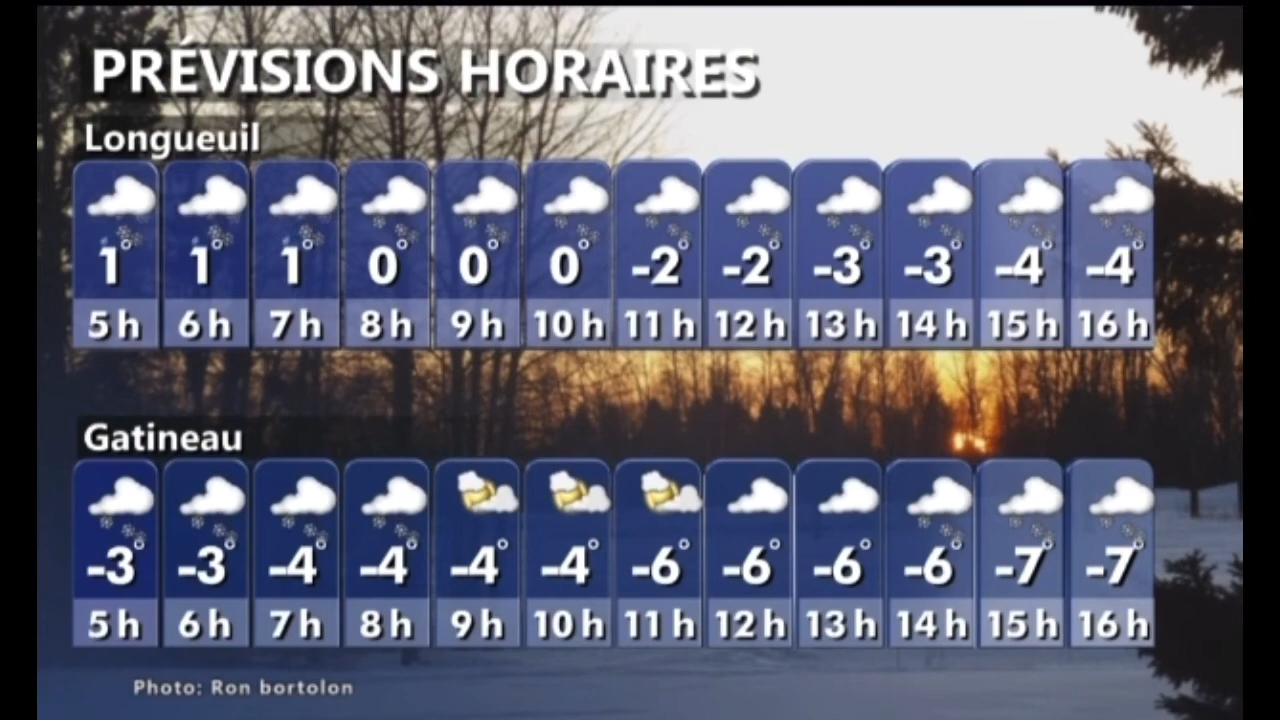 PRÉVISIONS HORAIRES
Longueuil
1° 1° 1° 0° 0° 0° -2° -2° -3° -3° -4° -4°
5 h 6 h 7 h 8 h 9 h 10 h 11 h 12 h 13 h 14 h 15 h 16 h
Gatineau
-3° -3° -4° -4° -4° -4° -6° -6° -6° -6° -7° -7°
5 h 6 h 7 h 8 h 9 h 10 h 11 h 12 h 13 h 14 h 15 h 16 h
Photo: Ron bortolon